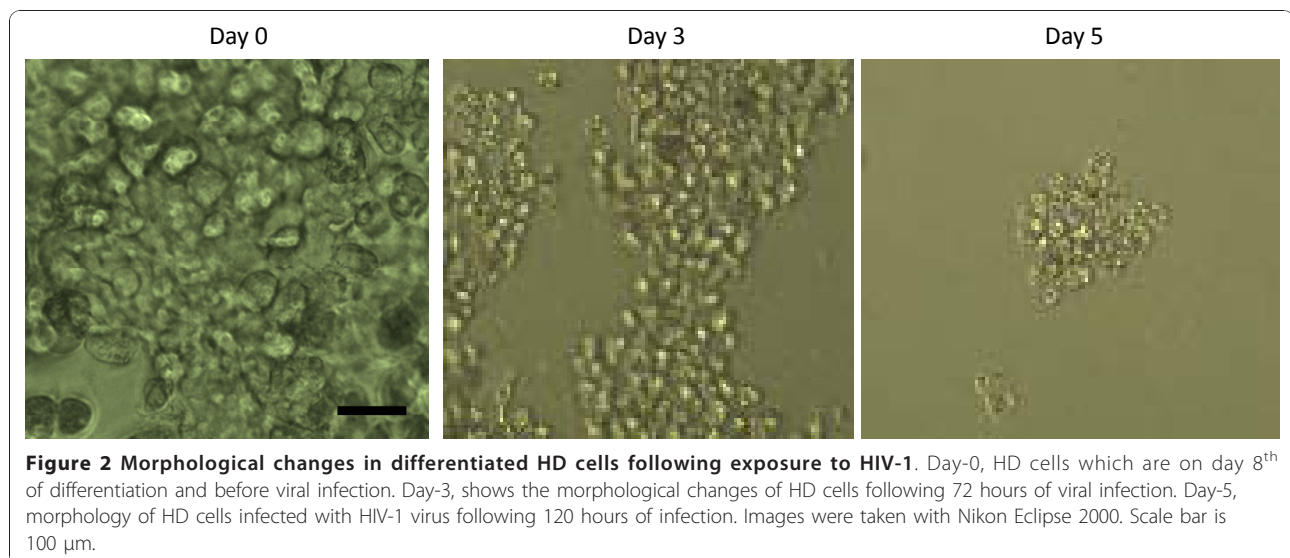 Day 0 Day 3 Day 5
Figure 2 Morphological changes in differentiated HD cells following exposure to HIV-1. Day-0, HD cells which are on day 8th
of differentiation and before viral infection. Day-3, shows the morphological changes of HD cells following 72 hours of viral infection. Day-5,
morphology of HD cells infected with HIV-1 virus following 120 hours of infection. Images were taken with Nikon Eclipse 2000. Scale bar is
100 μm.